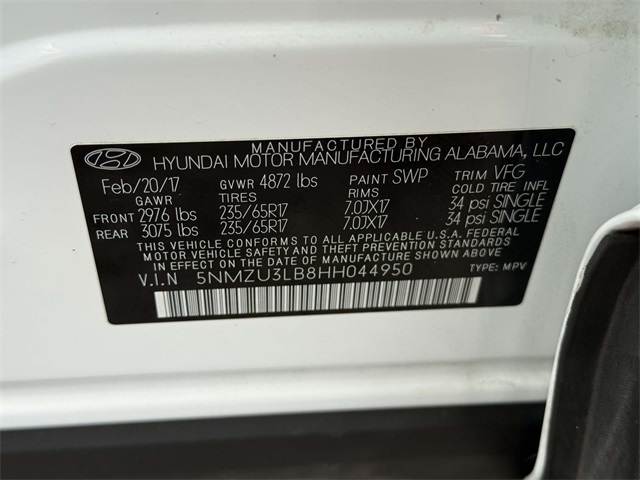 MANUFACTURED BY
HYUNDAI MOTOR MANUFACTURING ALABAMA, LLC
Feb/20/17 GVWR 4872 lbs PAINT SWP TRIM VFG
GAWR TIRES RIMS COLD TIRE INFL
FRONT 2976 lbs 235/65R17 7.0JX17 34 psi SINGLE
REAR 3075 lbs 235/65R17 7.0JX17 34 psi SINGLE
THIS VEHICLE CONFORMS TO ALL APPLICABLE U.S.A. FEDERAL
MOTOR VEHICLE SAFETY AND THEFT PREVENTION STANDARDS
IN EFFECT ON THE DATE OF MANUFACTURE SHOWN ABOVE.
V.I.N 5NMZU3LB8HH044950 TYPE: MPV